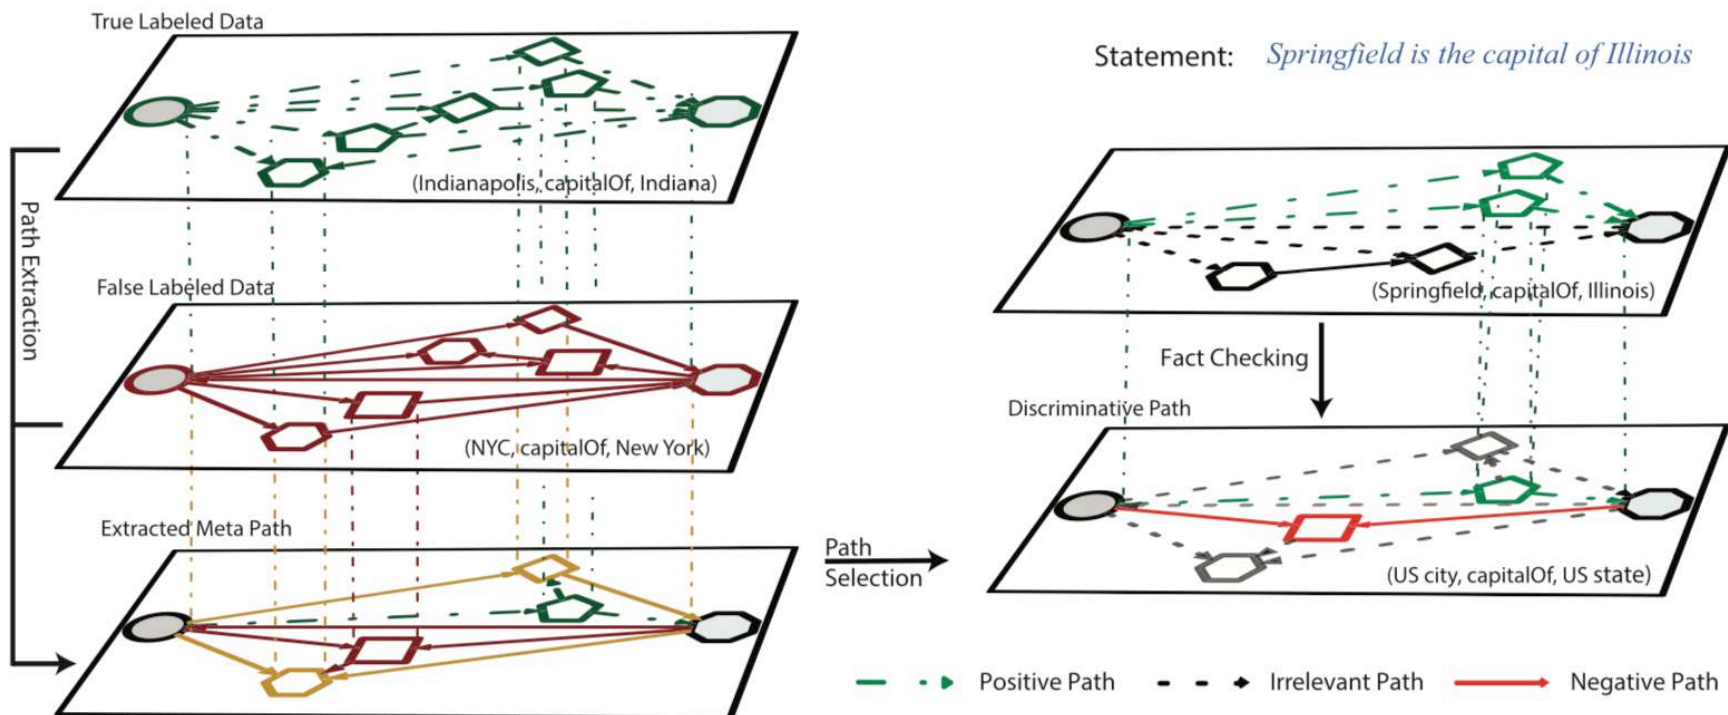 True Labeled Data
(Indianapolis, capitalOf, Indiana)
Path Extraction
False Labeled Data
(NYC, capitalOf, New York)
Extracted Meta Path
Path
Selection
Statement: Springfield is the capital of Illinois
(Springfield, capitalOf, Illinois)
Fact Checking
Discriminative Path
(US city, capitalOf, US state)
Positive Path
Irrelevant Path
Negative Path